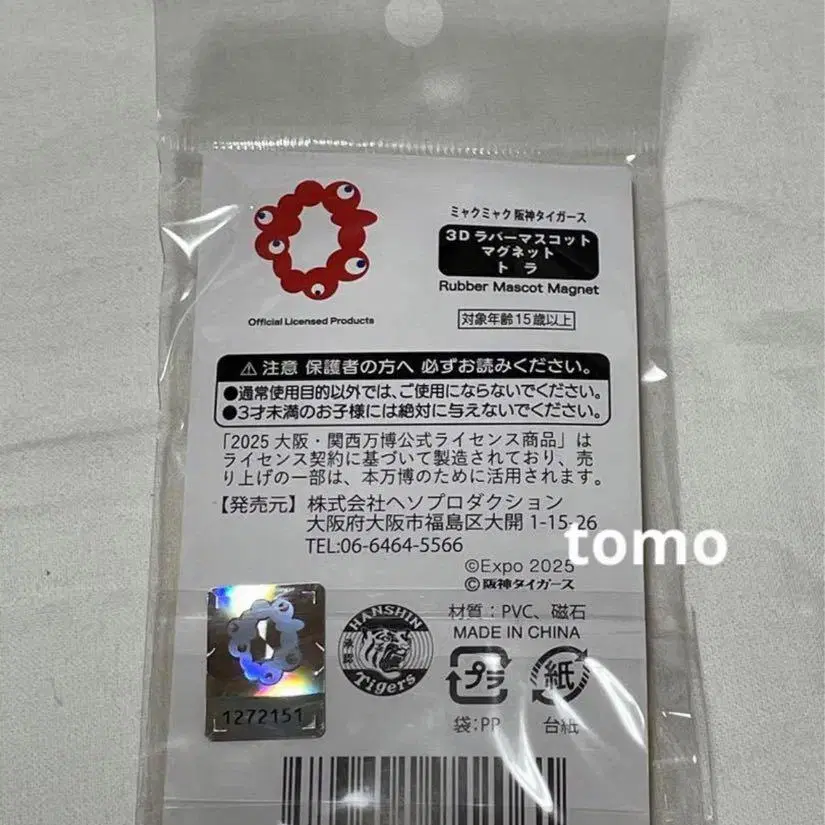 Official Licensed Products
ミャクミャク 阪神タイガース
3Dラバーマスコット
マグネット
トラ
Rubber Mascot Magnet
対象年齢15歳以上
⚠注意 保護者の方へ 必ずお読みください。
●通常使用目的以外では、ご使用にならないでください。
●3才未満のお子様には絶対に与えないでください。
「2025 大阪・関西万博公式ライセンス商品」は
ライセンス契約に基づいて製造されており、売
り上げの一部は、本万博のために活用されます。
【発売元】株式会社ヘソプロダクション
大阪府大阪市福島区大開 1-15-26
TEL:06-6464-5566
tomo
©Expo 2025
©阪神タイガース
1272151
HANSHIN
Tigers
材質：PVC、磁石
MADE IN CHINA
プラ
袋:PP
紙
台紙